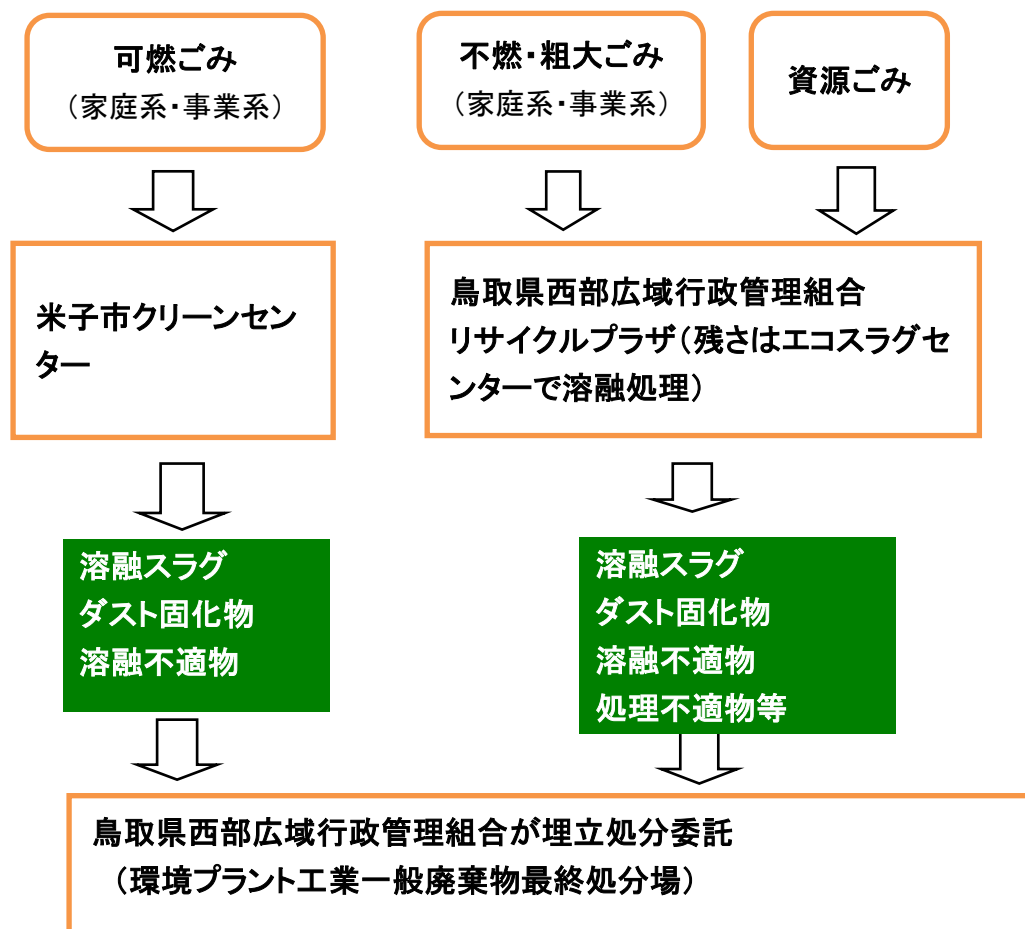 可燃ごみ
（家庭系・事業系）
不燃・粗大ごみ
（家庭系・事業系）
資源ごみ
米子市クリーンセン
ター
鳥取県西部広域行政管理組合
リサイクルプラザ（残さはエコスラグセ
ンターで溶融処理）
溶融スラグ
ダスト固化物
溶融不適物
溶融スラグ
ダスト固化物
溶融不適物
処理不適物等
鳥取県西部広域行政管理組合が埋立処分委託
（環境プラント工業一般廃棄物最終処分場）